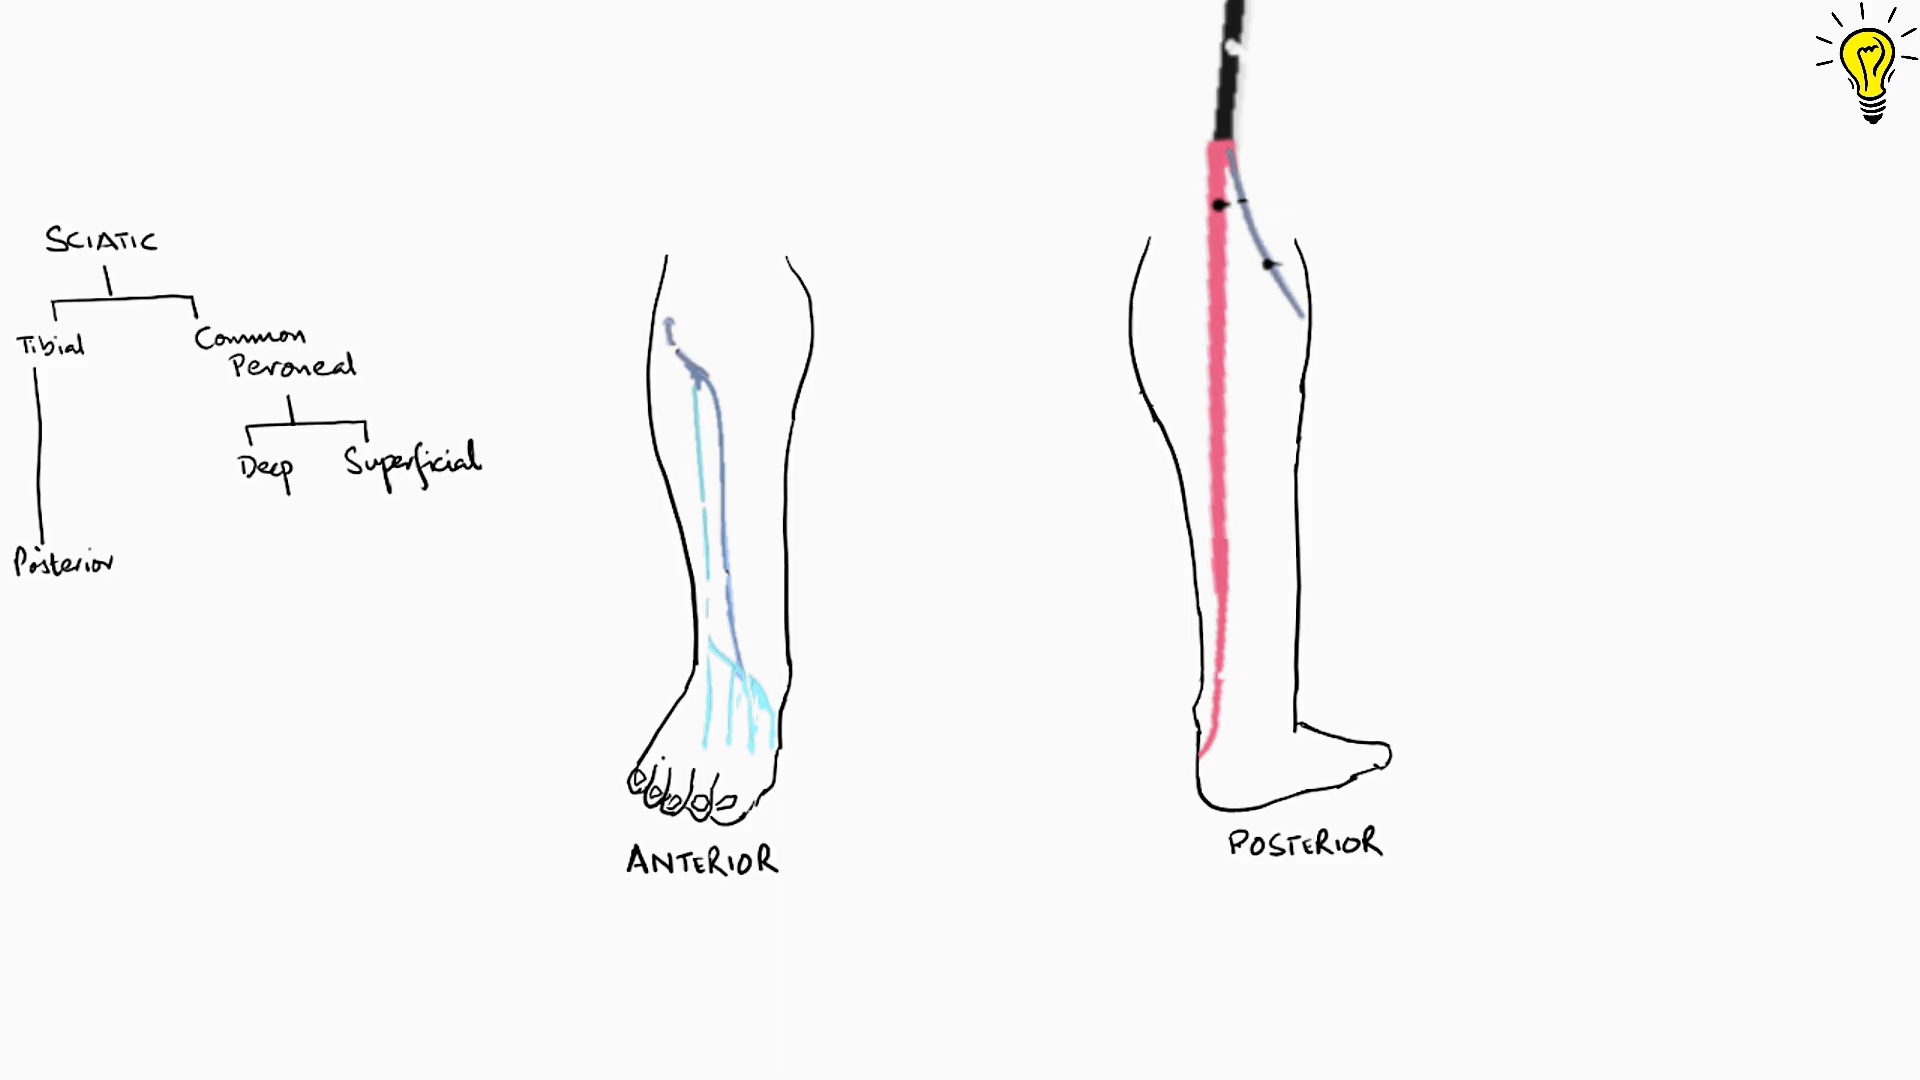 SCIATIC
Tibial
Common
Peroneal
Deep
Superficial
Posterior
ANTERIOR
POSTERIOR